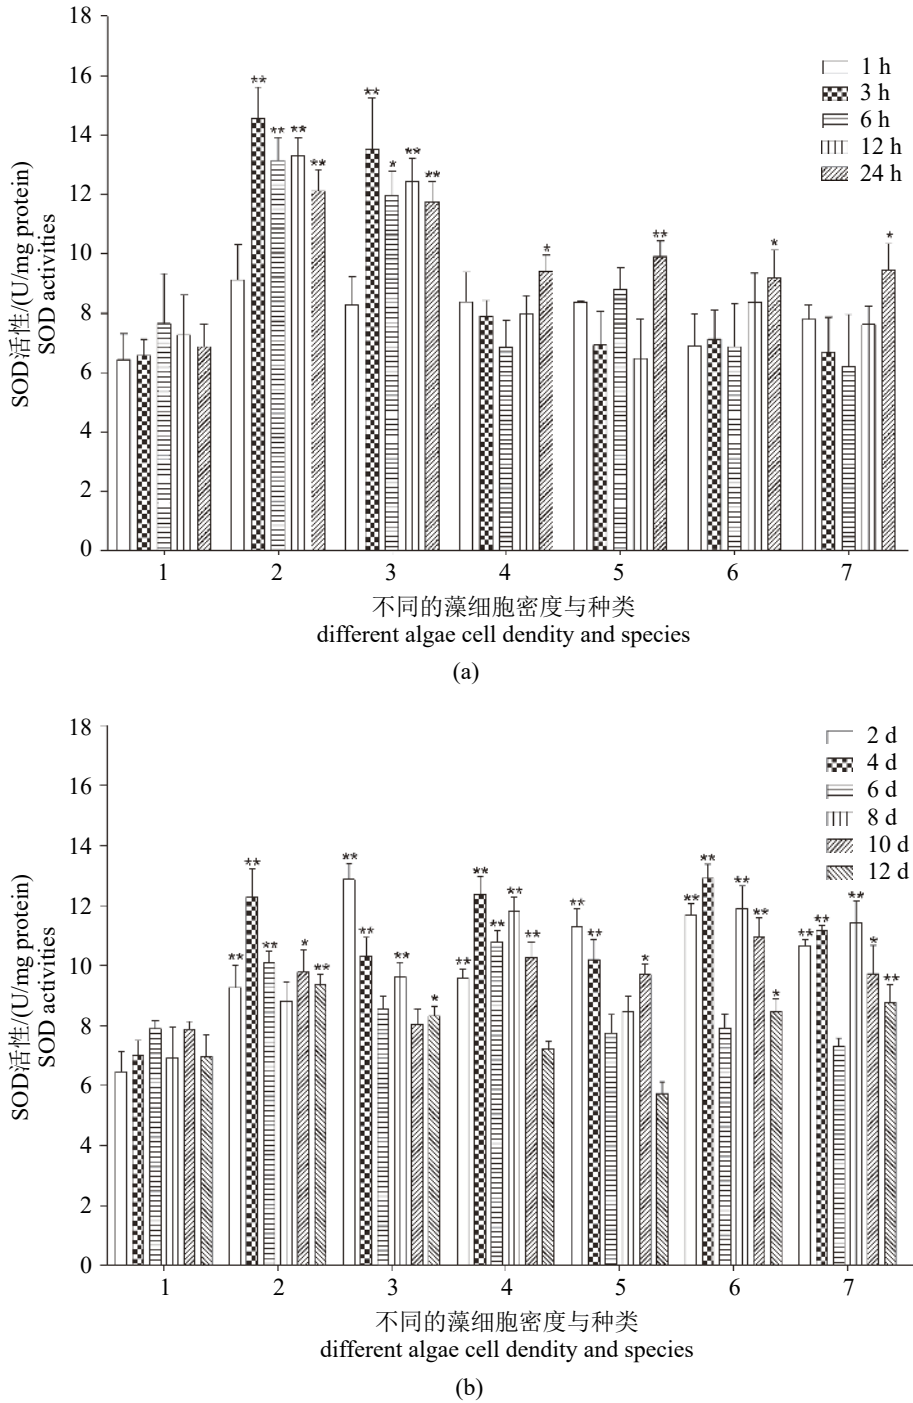 18
16
14
12
10
8
6
4
2
0
SOD活性/(U/mg protein)
SOD activities
1 h
3 h
6 h
12 h
24 h
** ** ** **
** * ** **
*
**
*
*
1 2 3 4 5 6 7
不同的藻细胞密度与种类
different algae cell dendity and species
(a)
18
16
14
12
10
8
6
4
2
0
SOD活性/(U/mg protein)
SOD activities
2 d
4 d
6 d
8 d
10 d
12 d
** ** ** * **
** ** ** *
** ** ** ** **
** ** *
** ** ** ** *
** ** ** * **
1 2 3 4 5 6 7
不同的藻细胞密度与种类
different algae cell dendity and species
(b)